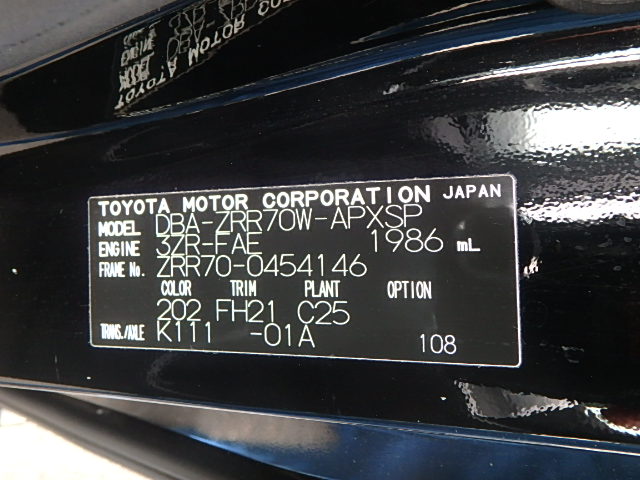 TOYOTA MOTOR CORPORATION JAPAN
MODEL DBA-ZRR70W-APXSP
ENGINE 3ZR-FAE 1986 mL
FRAME No. ZRR70-0454146
COLOR TRIM PLANT OPTION
202 FH21 C25
TRANS./AXLE K111 -01A
108